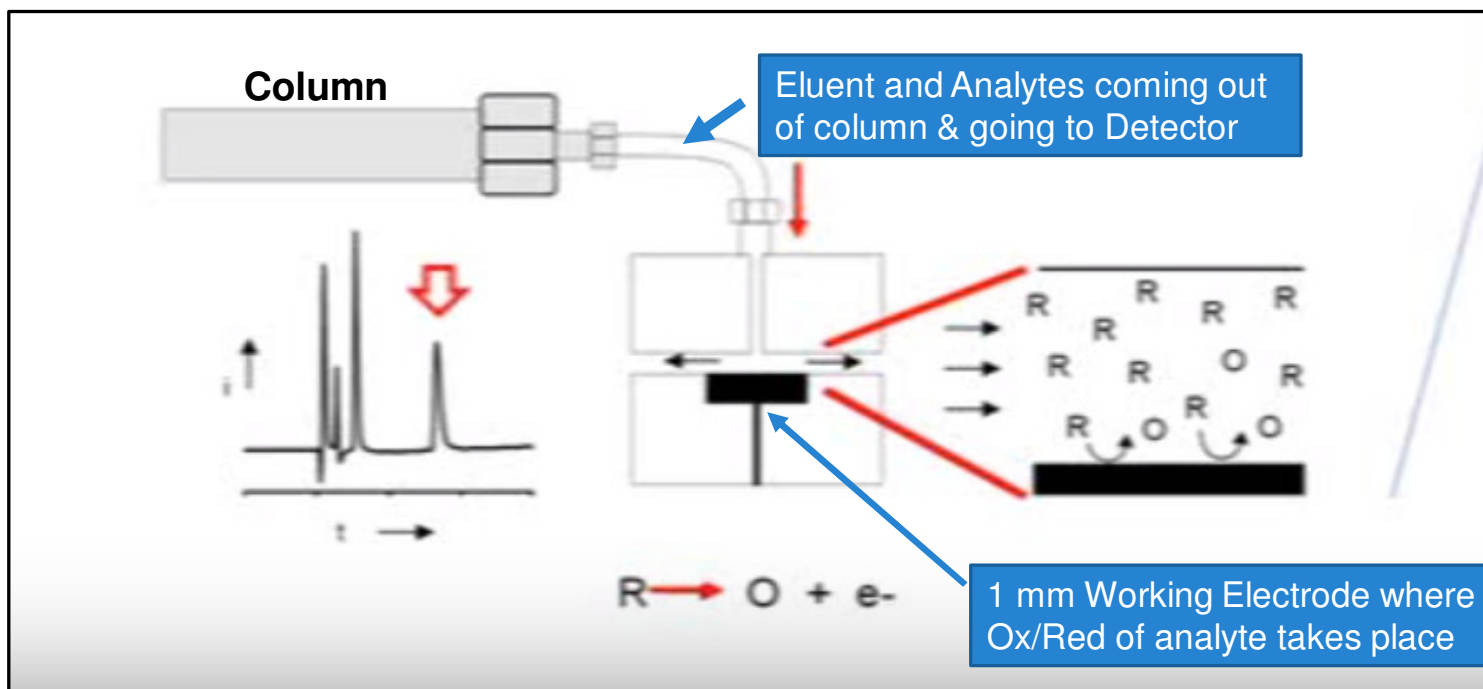 Column
Eluent and Analytes coming out
of column & going to Detector
R
R
R
R
R
R
R
O
R
R
R
O
O
i
t
R O + e-
1 mm Working Electrode where
Ox/Red of analyte takes place